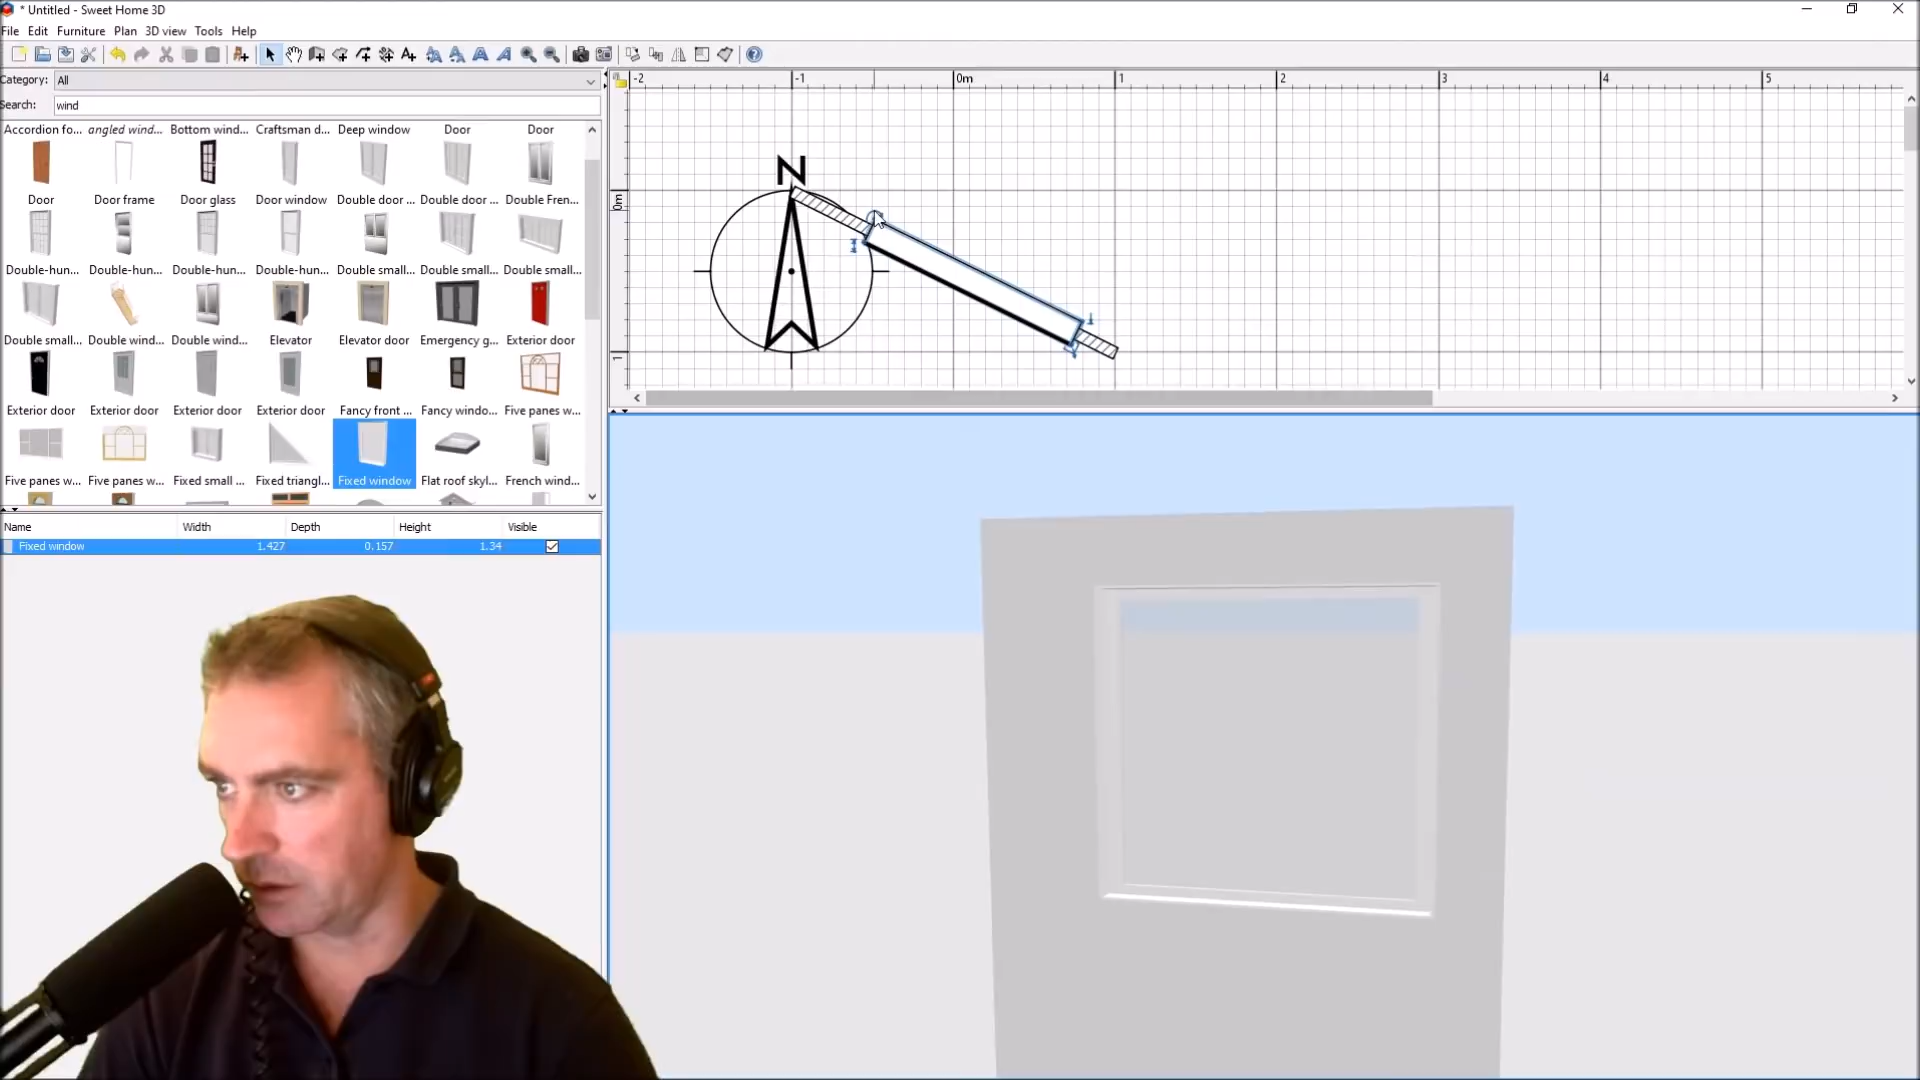 * Untitled - Sweet Home 3D
File Edit Furniture Plan 3D view Tools Help
Category: All
Search: wind
Accordion fo... angled wind... Bottom wind... Craftsman d... Deep window Door Door
Door Door frame Door glass Door window Double door ... Double door ... Double Fren...
Double-hun... Double-hun... Double-hun... Double-hun... Double small... Double small... Double small...
Double small... Double wind... Double wind... Elevator Elevator door Emergency g... Exterior door
Exterior door Exterior door Exterior door Exterior door Fancy front ... Fancy windo... Five panes w...
Five panes w... Five panes w... Fixed small ... Fixed triangl... Fixed window Flat roof skyl... French wind...
Name Width Depth Height Visible
Fixed window 1.427 0.157 1.34
-2 -1 0m 1 2 3 4 5
0m
1
N